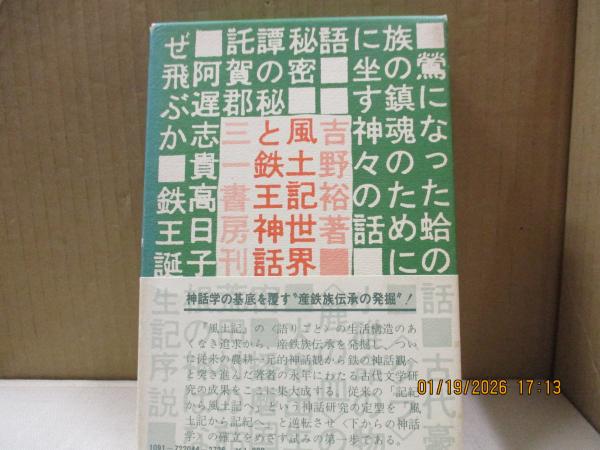 鶯になった蛤の話■古代豪
族の鎮魂のために
に坐す神々の話
語
秘密
譚の秘
託賀郡
阿遅志貴高日子根の
ぜ飛ぶか■鉄王誕生記序説
吉野裕著
風土記世界
と鉄王神話
三一書房刊
神話学の基底を覆す“産鉄族伝承の発掘”!
『風土記』の〈語りごと〉の生活構造のあ
くなき追求から、産鉄族伝承を発掘し、つい
に従来の農耕一元的神話観から鉄の神話観へ
と突き進んだ著者の永年にわたる古代文学研
究の成果をここに集大成する。従来の「記紀
から風土記へ」という神話研究の定型を「風
土記から記紀へ」と逆転させ〈下からの神話
学〉の確立をめざす試みの第一歩である。
01/19/2026 17:13